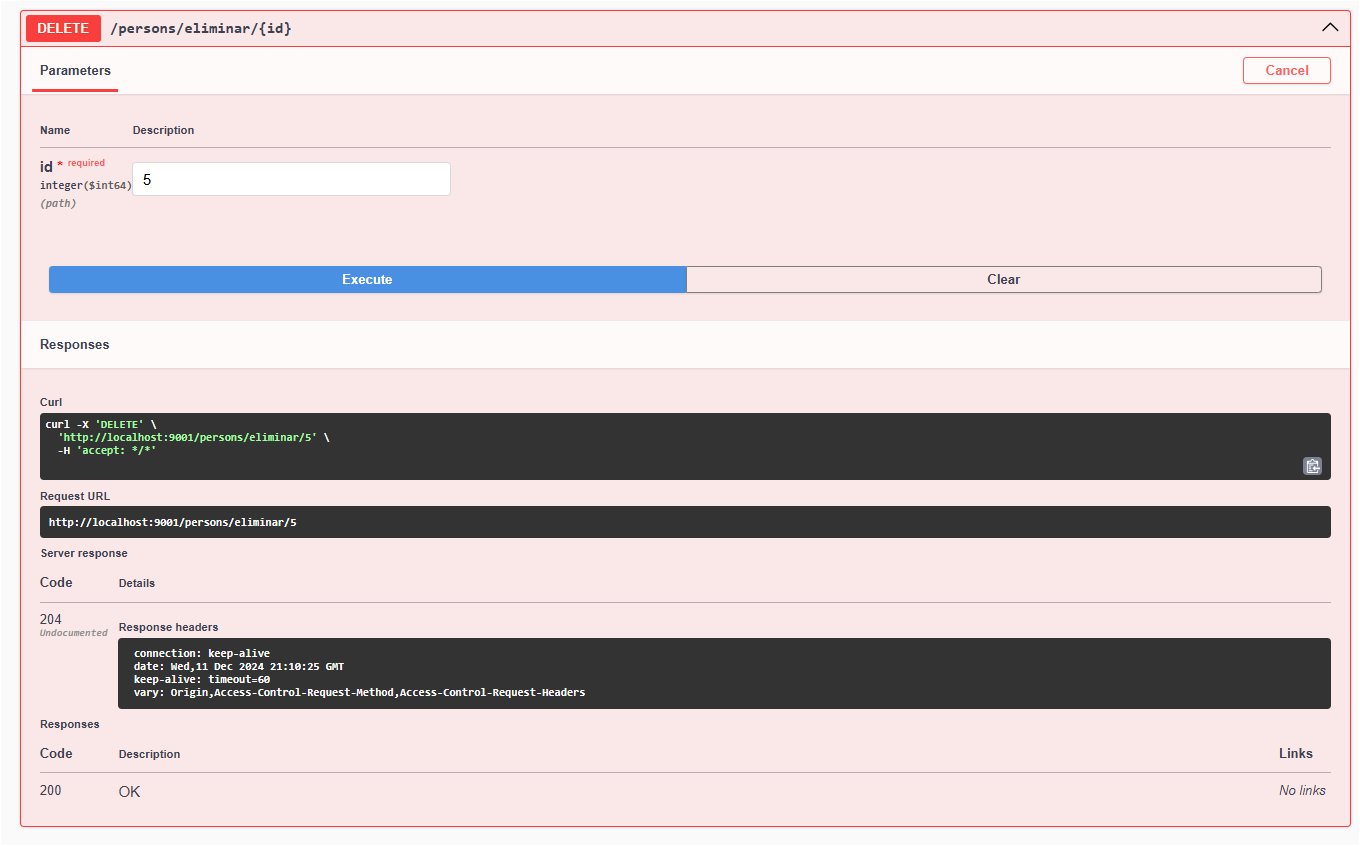 DELETE /persons/eliminar/{id}
Parameters
Cancel
Name Description
id * required
integer($int64)
(path)
5
Execute
Clear
Responses
Curl
curl -X 'DELETE' \
'http://localhost:9001/persons/eliminar/5' \
-H 'accept: */*'
Request URL
http://localhost:9001/persons/eliminar/5
Server response
Code Details
204
Undocumented
Response headers
connection: keep-alive
date: Wed,11 Dec 2024 21:10:25 GMT
keep-alive: timeout=60
vary: Origin,Access-Control-Request-Method,Access-Control-Request-Headers
Responses
Code Description Links
200 OK No links